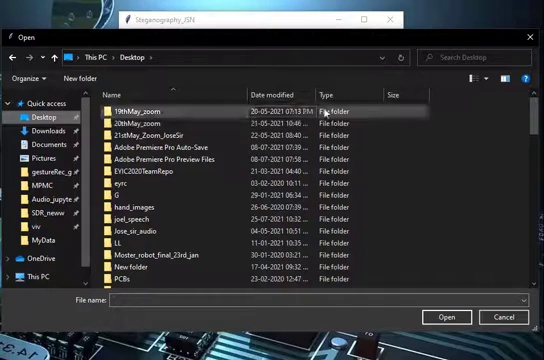 Steganography_JSN
Open
This PC > Desktop >
Search Desktop
Organize
New folder
Name
Date modified
Type
Size
Quick access
Desktop
Downloads
Documents
Pictures
gestureRec_g
MPMC
Audio_jupyte
SDR_neww
viv
MyData
OneDrive
This PC
19thMay_zoom 20-05-2021 07:13 PM File folder
20thMay_zoom 21-05-2021 10:46 ... File folder
21stMay_Zoom_JoseSir 22-05-2021 08:40 ... File folder
Adobe Premiere Pro Auto-Save 08-07-2021 07:59 ... File folder
Adobe Premiere Pro Preview Files 08-07-2021 07:58 ... File folder
EYIC2020TeamRepo 21-03-2021 04:40 ... File folder
eyrc 03-02-2020 10:11 ... File folder
G 29-01-2021 06:34 ... File folder
hand_images 26-06-2020 07:39 ... File folder
joel_speech 25-07-2021 10:32 ... File folder
Jose_sir_audio 04-05-2021 10:51 ... File folder
LL 11-01-2021 10:35 ... File folder
Moster_robot_final_23rd_jan 30-01-2020 03:21 ... File folder
New folder 17-04-2021 09:32 ... File folder
PCBs 23-02-2020 12:47 ... File folder
File name:
Open
Cancel